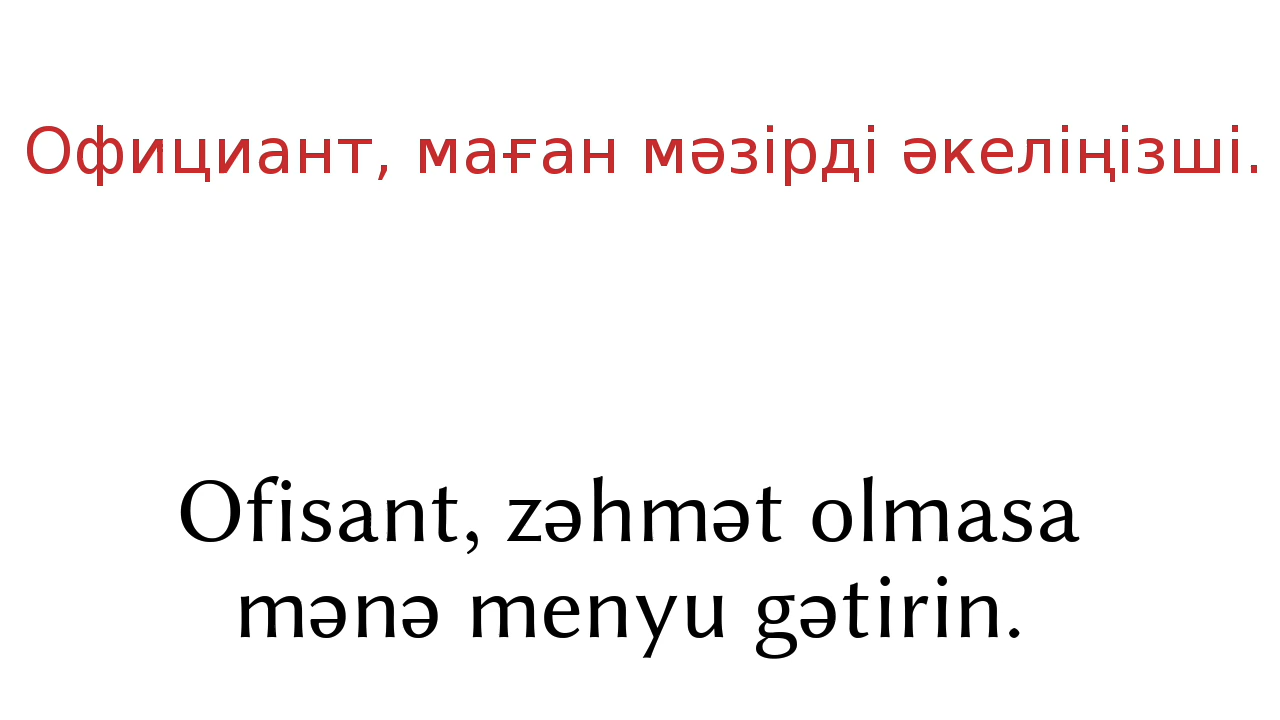 Официант, маған мәзірді әкеліңізші.
Ofisant, zəhmət olmasa
mənə menyu gətirin.